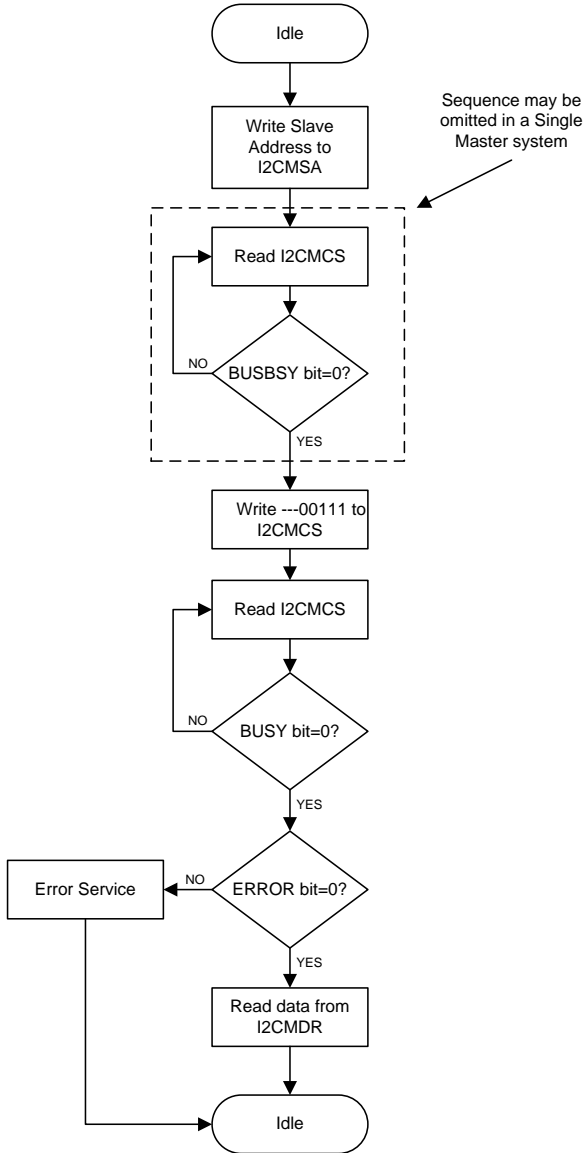 Idle
Sequence may be
omitted in a Single
Master system
Write Slave
Address to
I2CMSA
Read I2CMCS
BUSBSY bit=0?
NO
YES
Write ---00111 to
I2CMCS
Read I2CMCS
BUSY bit=0?
NO
YES
Error Service
NO
ERROR bit=0?
YES
Read data from
I2CMDR
Idle